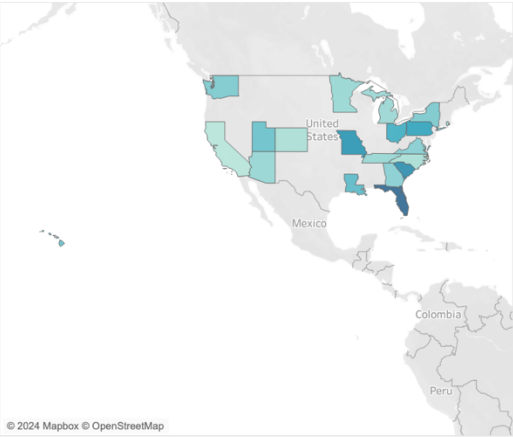 United
States
Mexico
Colombia
Peru
© 2024 Mapbox © OpenStreetMap